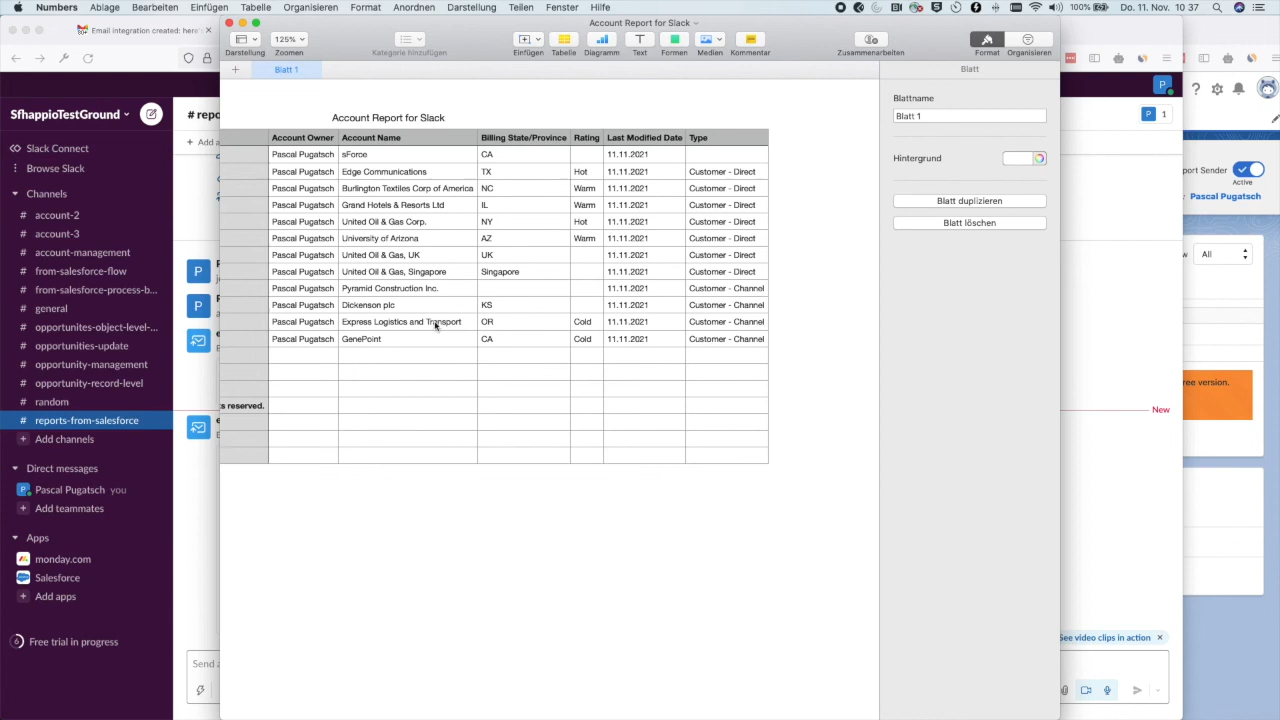 Numbers Ablage Bearbeiten Einfügen Tabelle Organisieren Format Anordnen Darstellung Teilen Fenster Hilfe 100% Do. 11. Nov. 10 37
Account Report for Slack
Email integration created: here
125%
Darstellung Zoomen Kategorie hinzufügen Einfügen Tabelle Diagramm Text Formen Medien Kommentar Zusammenarbeiten Format Organisieren
Blatt 1
Blatt
SfhappioTestGround
# repo
1
Add a
Slack Connect
Browse Slack
Channels
# account-2
# account-3
# account-management
# from-salesforce-flow
# from-salesforce-process-b...
# general
# opportunites-object-level-...
# opportunities-update
# opportunity-management
# opportunity-record-level
# random
# reports-from-salesforce
Add channels
Direct messages
Pascal Pugatsch you
Add teammates
Apps
monday.com
Salesforce
Add apps
6 Free trial in progress
Send a
Account Report for Slack
Account Owner Account Name Billing State/Province Rating Last Modified Date Type
Pascal Pugatsch sForce CA 11.11.2021
Pascal Pugatsch Edge Communications TX Hot 11.11.2021 Customer - Direct
Pascal Pugatsch Burlington Textiles Corp of America NC Warm 11.11.2021 Customer - Direct
Pascal Pugatsch Grand Hotels & Resorts Ltd IL Warm 11.11.2021 Customer - Direct
Pascal Pugatsch United Oil & Gas Corp. NY Hot 11.11.2021 Customer - Direct
Pascal Pugatsch University of Arizona AZ Warm 11.11.2021 Customer - Direct
Pascal Pugatsch United Oil & Gas, UK UK 11.11.2021 Customer - Direct
Pascal Pugatsch United Oil & Gas, Singapore Singapore 11.11.2021 Customer - Direct
Pascal Pugatsch Pyramid Construction Inc. 11.11.2021 Customer - Channel
Pascal Pugatsch Dickenson plc KS 11.11.2021 Customer - Channel
Pascal Pugatsch Express Logistics and Transport OR Cold 11.11.2021 Customer - Channel
Pascal Pugatsch GenePoint CA Cold 11.11.2021 Customer - Channel
s reserved.
Blattname
Blatt 1
Hintergrund
Blatt duplizieren
Blatt löschen
port Sender
Active
Pascal Pugatsch
w All
ree version.
New
See video clips in action